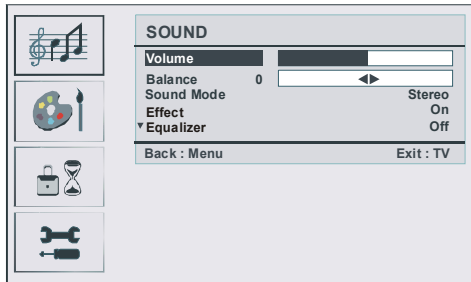 SOUND
Volume
Balance 0
Sound Mode Stereo
Effect On
Equalizer Off
Back : Menu Exit : TV